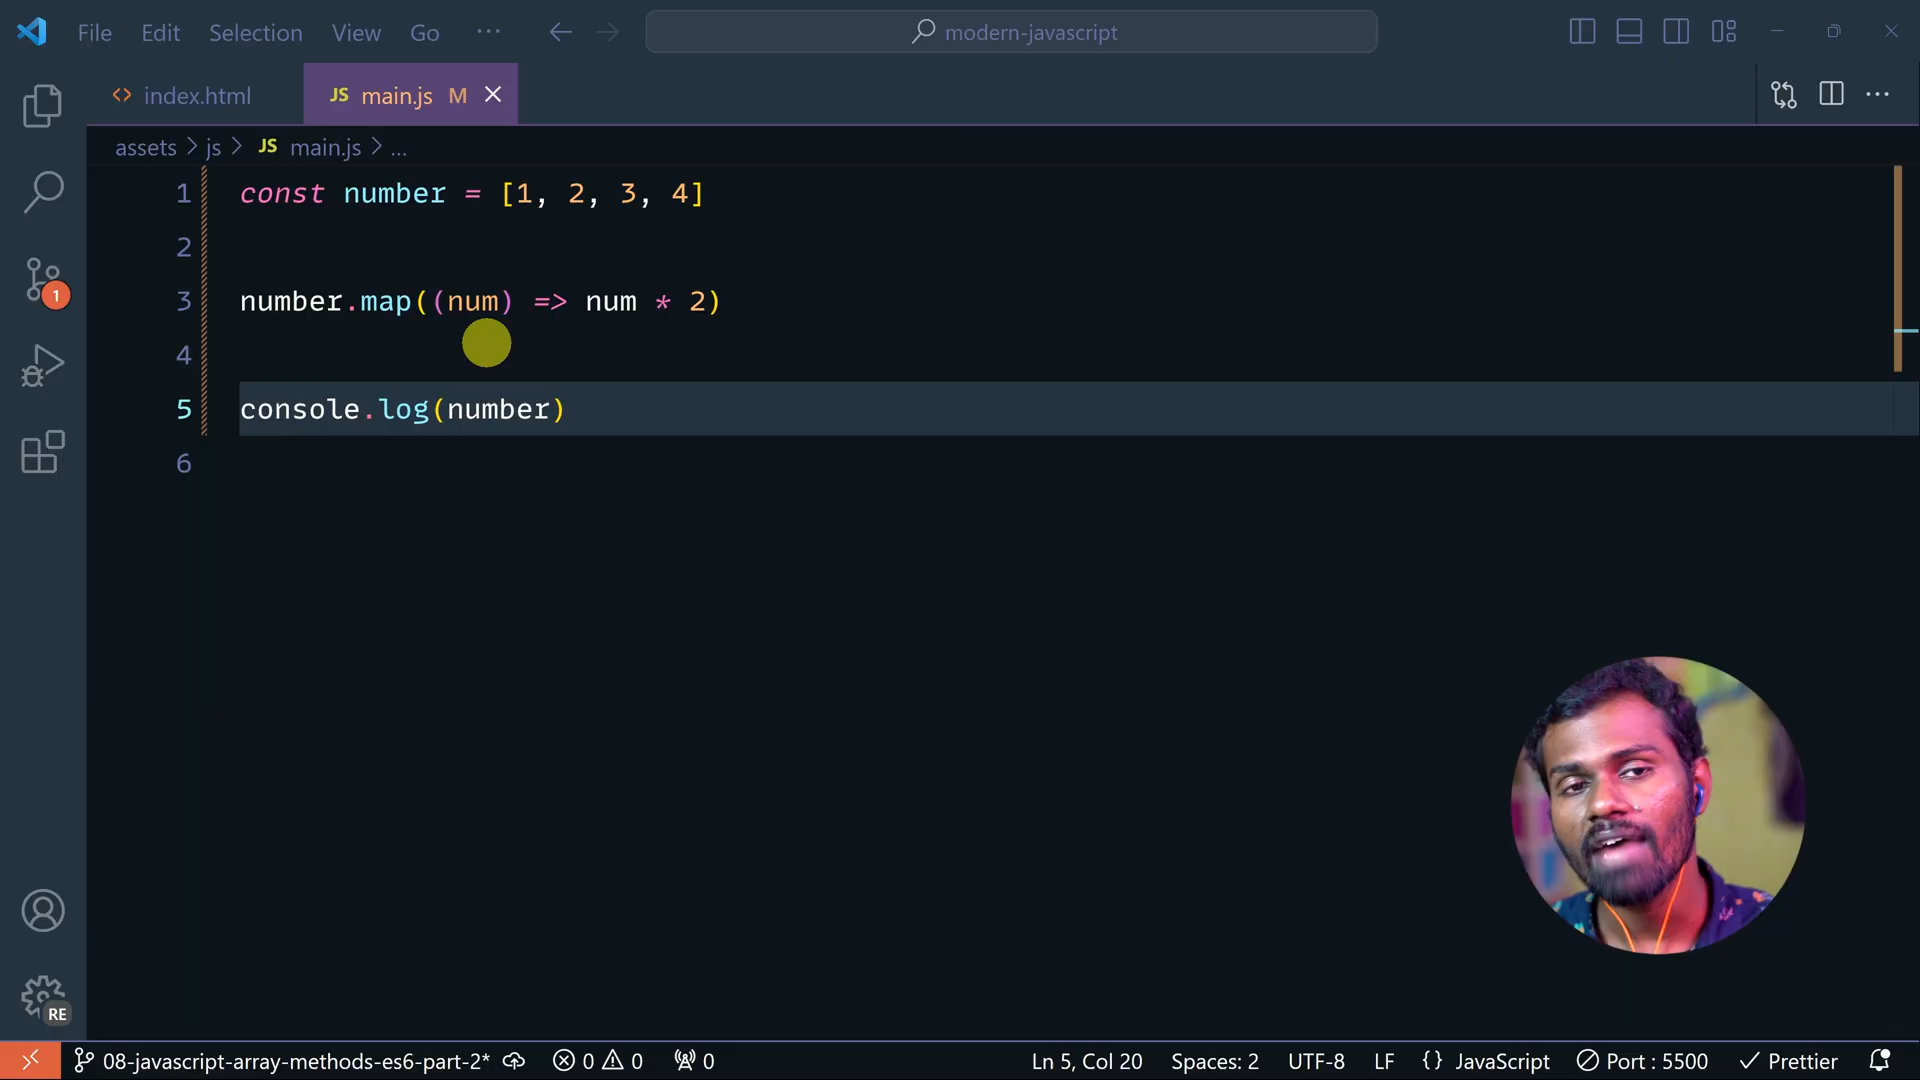 File Edit Selection View Go ... modern-javascript
index.html JS main.js M
assets > js > JS main.js > ...
1 const number = [1, 2, 3, 4]
2
3 number.map((num) => num * 2)
4
5 console.log(number)
6
1
RE
08-javascript-array-methods-es6-part-2* 0 0 0 Ln 5, Col 20 Spaces: 2 UTF-8 LF {} JavaScript Port : 5500 Prettier